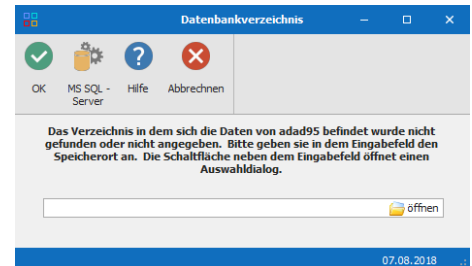 Datenbankverzeichnis
OK
MS SQL -
Server
Hilfe
Abbrechnen
Das Verzeichnis in dem sich die Daten von adad95 befindet wurde nicht
gefunden oder nicht angegeben. Bitte geben sie in dem Eingabefeld den
Speicherort an. Die Schaltfläche neben dem Eingabefeld öffnet einen
Auswahldialog.
öffnen
07.08.2018